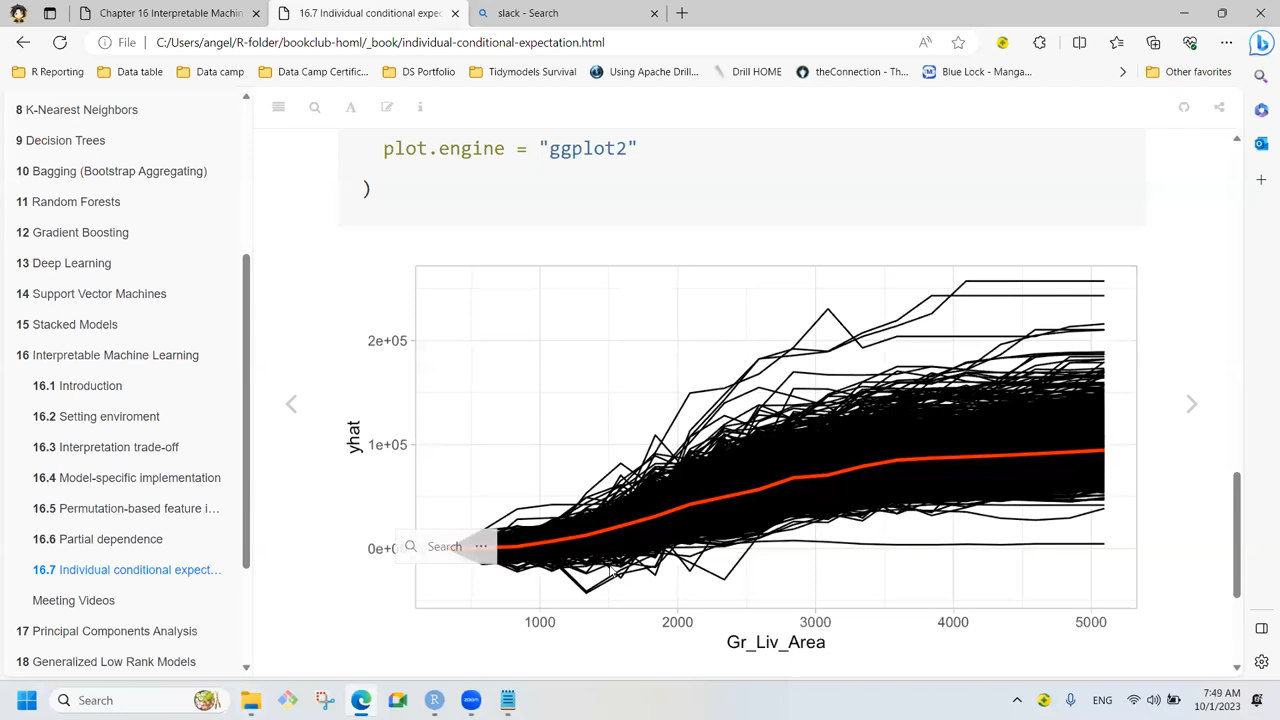 Chapter 16 Interpretable Machin
16.7 Individual conditional expec
slack - Search
File
C:/Users/angel/R-folder/bookclub-homl/_book/individual-conditional-expectation.html
R Reporting
Data table
Data camp
Data Camp Certific...
DS Portfolio
Tidymodels Survival
Using Apache Drill...
Drill HOME
theConnection - Th...
Blue Lock - Manga...
Other favorites
8 K-Nearest Neighbors
9 Decision Trees
10 Bagging (Bootstrap Aggregating)
11 Random Forests
12 Gradient Boosting
13 Deep Learning
14 Support Vector Machines
15 Stacked Models
16 Interpretable Machine Learning
16.1 Introduction
16.2 Setting enviroment
16.3 Interpretation trade-off
16.4 Model-specific implementation
16.5 Permutation-based feature i...
16.6 Partial dependence
16.7 Individual conditional expect...
Meeting Videos
17 Principal Components Analysis
18 Generalized Low Rank Models
plot.engine = "ggplot2"
)
yhat
2e+05
1e+05
0e+0
Search
1000
2000
3000
4000
5000
Gr_Liv_Area
Search
ENG
7:49 AM
10/1/2023